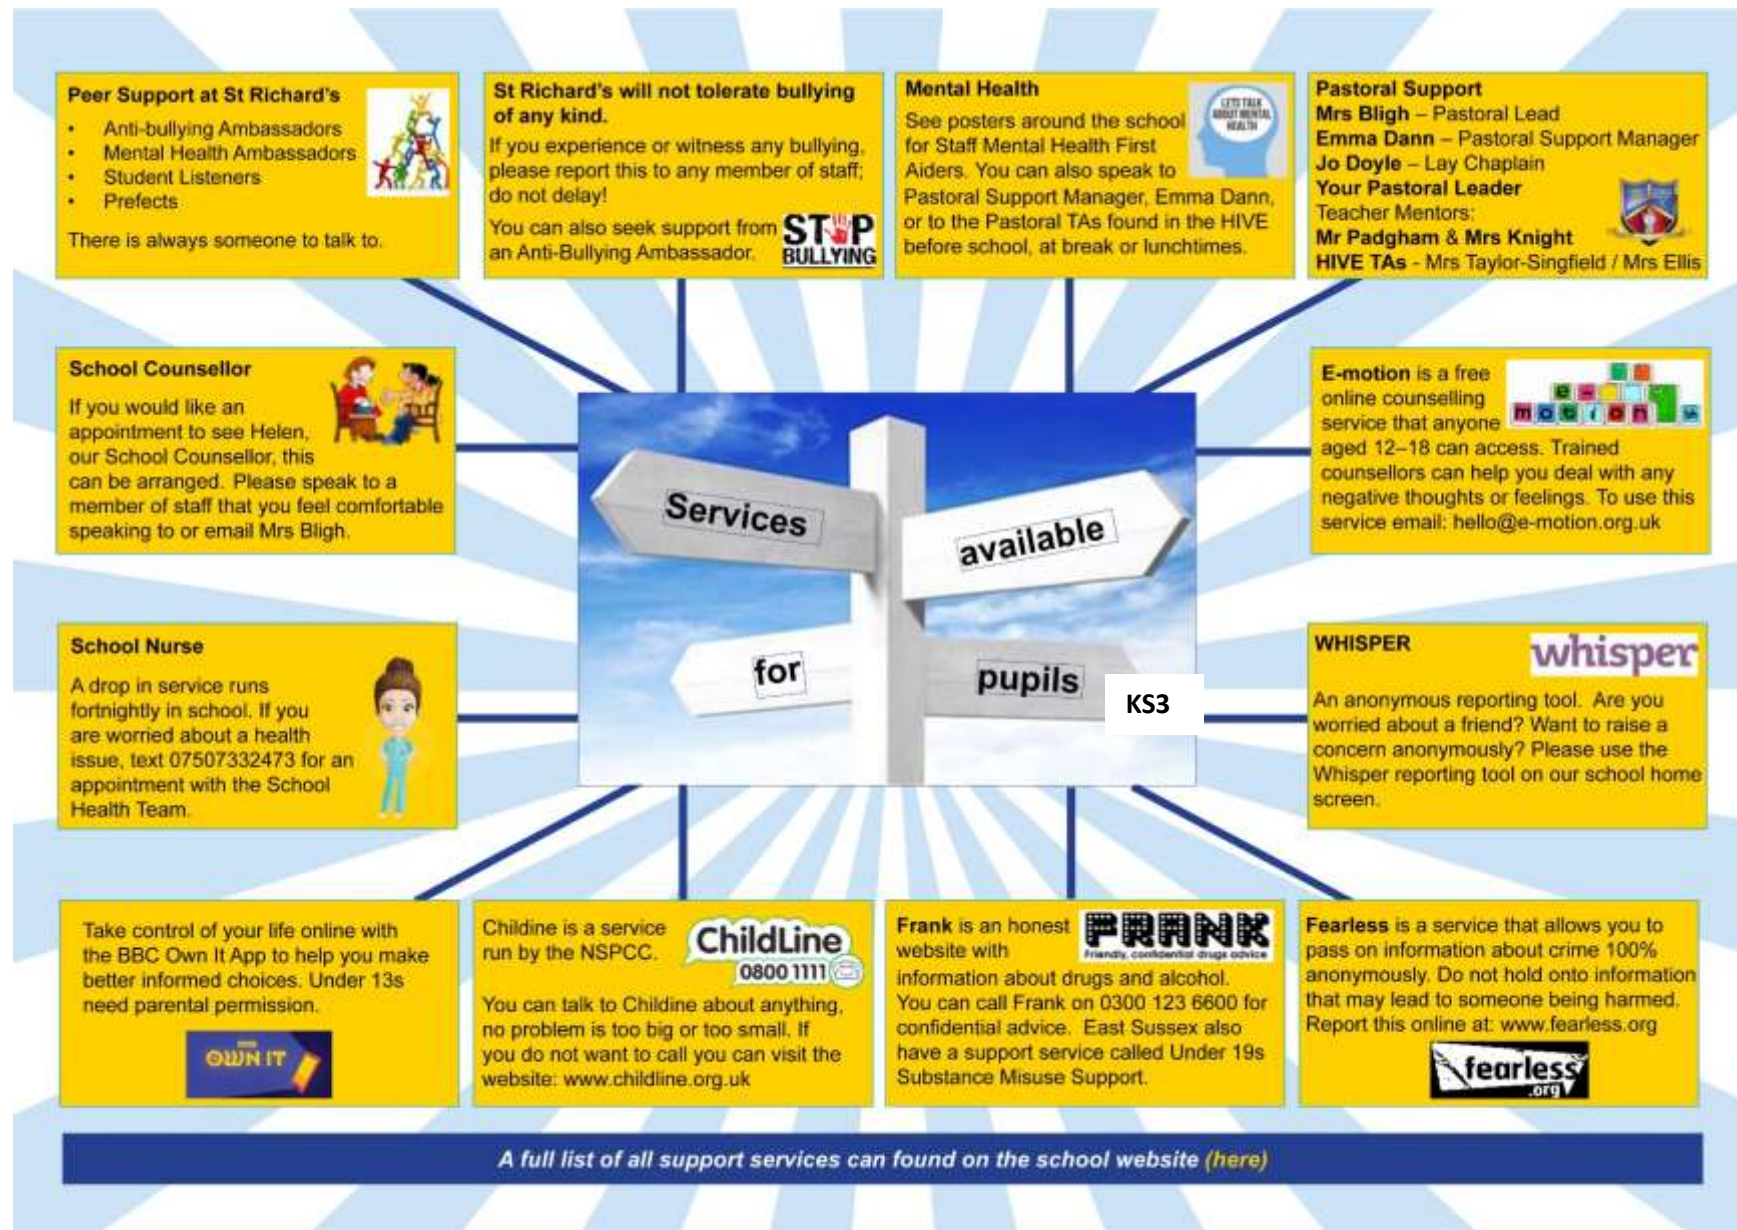 Peer Support at St Richard's
• Anti-bullying Ambassadors
• Mental Health Ambassadors
• Student Listeners
• Prefects
There is always someone to talk to.
St Richard's will not tolerate bullying
of any kind.
If you experience or witness any bullying,
please report this to any member of staff;
do not delay!
You can also seek support from
an Anti-Bullying Ambassador.
STOP
BULLYING
Mental Health
See posters around the school
for Staff Mental Health First
Aiders. You can also speak to
Pastoral Support Manager, Emma Dann,
or to the Pastoral TAs found in the HIVE
before school, at break or lunchtimes.
LETS TALK
ABOUT MENTAL
HEALTH
Pastoral Support
Mrs Bligh – Pastoral Lead
Emma Dann – Pastoral Support Manager
Jo Doyle – Lay Chaplain
Your Pastoral Leader
Teacher Mentors:
Mr Padgham & Mrs Knight
HIVE TAs - Mrs Taylor-Singfield / Mrs Ellis
School Counsellor
If you would like an
appointment to see Helen,
our School Counsellor, this
can be arranged. Please speak to a
member of staff that you feel comfortable
speaking to or email Mrs Bligh.
Services
available
for
pupils
KS3
E-motion is a free
online counselling
service that anyone
aged 12–18 can access. Trained
counsellors can help you deal with any
negative thoughts or feelings. To use this
service email: hello@e-motion.org.uk
e-
motion
School Nurse
A drop in service runs
fortnightly in school. If you
are worried about a health
issue, text 07507332473 for an
appointment with the School
Health Team.
WHISPER
whisper
An anonymous reporting tool. Are you
worried about a friend? Want to raise a
concern anonymously? Please use the
Whisper reporting tool on our school home
screen.
Take control of your life online with
the BBC Own It App to help you make
better informed choices. Under 13s
need parental permission.
OWN IT
Childine is a service
run by the NSPCC.
ChildLine
0800 1111
You can talk to Childine about anything,
no problem is too big or too small. If
you do not want to call you can visit the
website: www.childline.org.uk
Frank is an honest
website with
information about drugs and alcohol.
You can call Frank on 0300 123 6600 for
confidential advice. East Sussex also
have a support service called Under 19s
Substance Misuse Support.
FRANK
Friendly, confidential drugs advice
Fearless is a service that allows you to
pass on information about crime 100%
anonymously. Do not hold onto information
that may lead to someone being harmed.
Report this online at: www.fearless.org
fearless
.org
A full list of all support services can found on the school website (here)